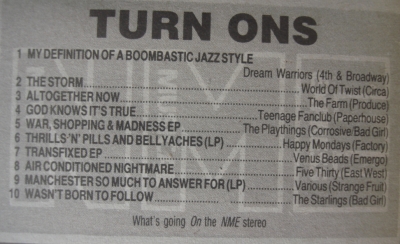 TURN ONS
1 MY DEFINITION OF A BOOMBASTIC JAZZ STYLE
Dream Warriors (4th & Broadway)
2 THE STORM World Of Twist (Circa)
3 ALTOGETHER NOW The Farm (Produce)
4 GOD KNOWS IT'S TRUE Teenage Fanclub (Paperhouse)
5 WAR, SHOPPING & MADNESS EP The Playthings (Corrosive/Bad Girl)
6 THRILLS 'N' PILLS AND BELLYACHES (LP) Happy Mondays (Factory)
7 TRANSFIXED EP Venus Beads (Emergo)
8 AIR CONDITIONED NIGHTMARE Five Thirty (East West)
9 MANCHESTER SO MUCH TO ANSWER FOR (LP) Various (Strange Fruit)
10 WASN'T BORN TO FOLLOW The Starlings (Bad Girl)
What's going On the NME stereo